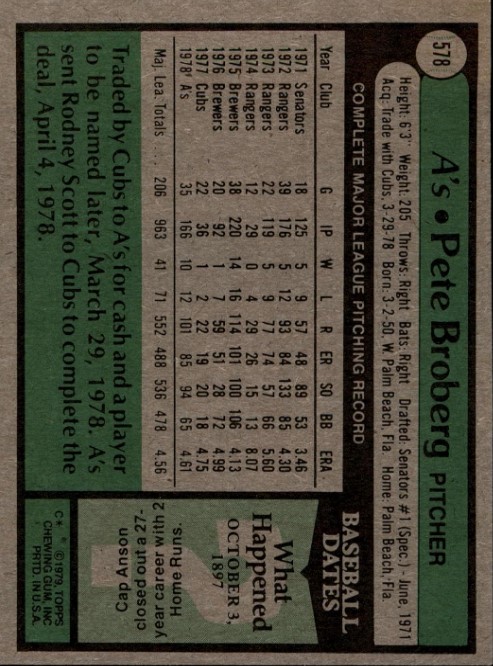 578
A's • Pete Broberg PITCHER
Height: 6'3" Weight: 205 Throws: Right Bats: Right Drafted: Senators #1 (Spec.) - June, 1971
Acq: Trade with Cubs, 3-29-78 Born: 3-2-50, W. Palm Beach, Fla. Home: Palm Beach, Fla.
COMPLETE MAJOR LEAGUE PITCHING RECORD
Year Club G IP W L R ER SO BB ERA
1971 Senators 18 125 5 9 57 48 89 53 3.46
1972 Rangers 39 176 5 12 93 84 133 85 4.30
1973 Rangers 22 119 5 9 77 74 57 66 5.60
1974 Rangers 12 29 0 4 29 26 15 13 8.07
1975 Brewers 38 220 14 16 114 101 100 106 4.13
1976 Brewers 20 92 1 7 59 51 28 72 4.99
1977 Cubs 22 36 1 2 22 19 20 18 4.75
1978 A's 35 166 10 12 101 85 94 65 4.61
Maj. Lea. Totals ... 206 963 41 71 552 488 536 478 4.56
Traded by Cubs to A's for cash and a player
to be named later, March 29, 1978. A's
sent Rodney Scott to Cubs to complete the
deal, April 4, 1978.
BASEBALL
DATES
What
Happened
OCTOBER 3,
1897
?
Cap Anson
closed out a 27-
year career with 2
Home Runs.
C* ©1979, TOPPS
CHEWING GUM, INC
PRTD. IN U.S.A.